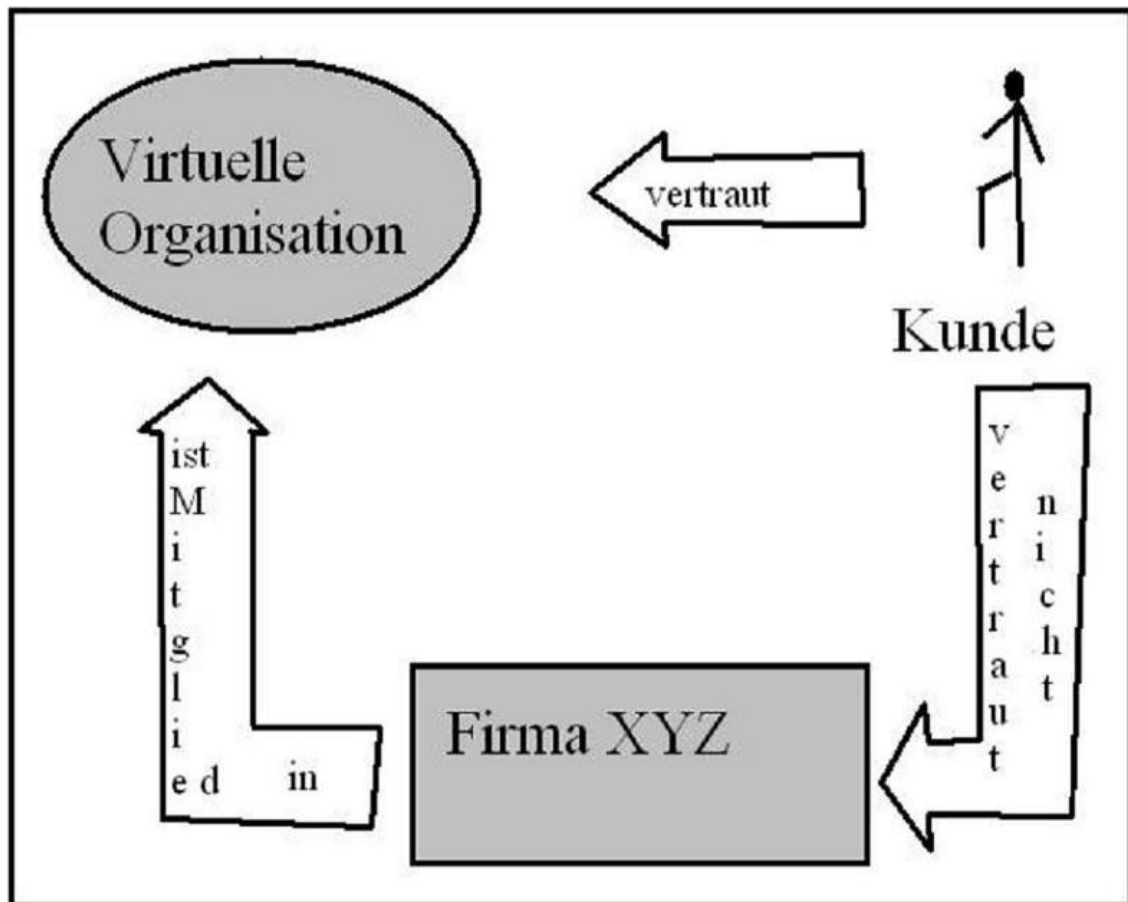 Virtuelle
Organisation
vertraut
Kunde
ist
Mitglied in
vertraut
nicht
Firma XYZ